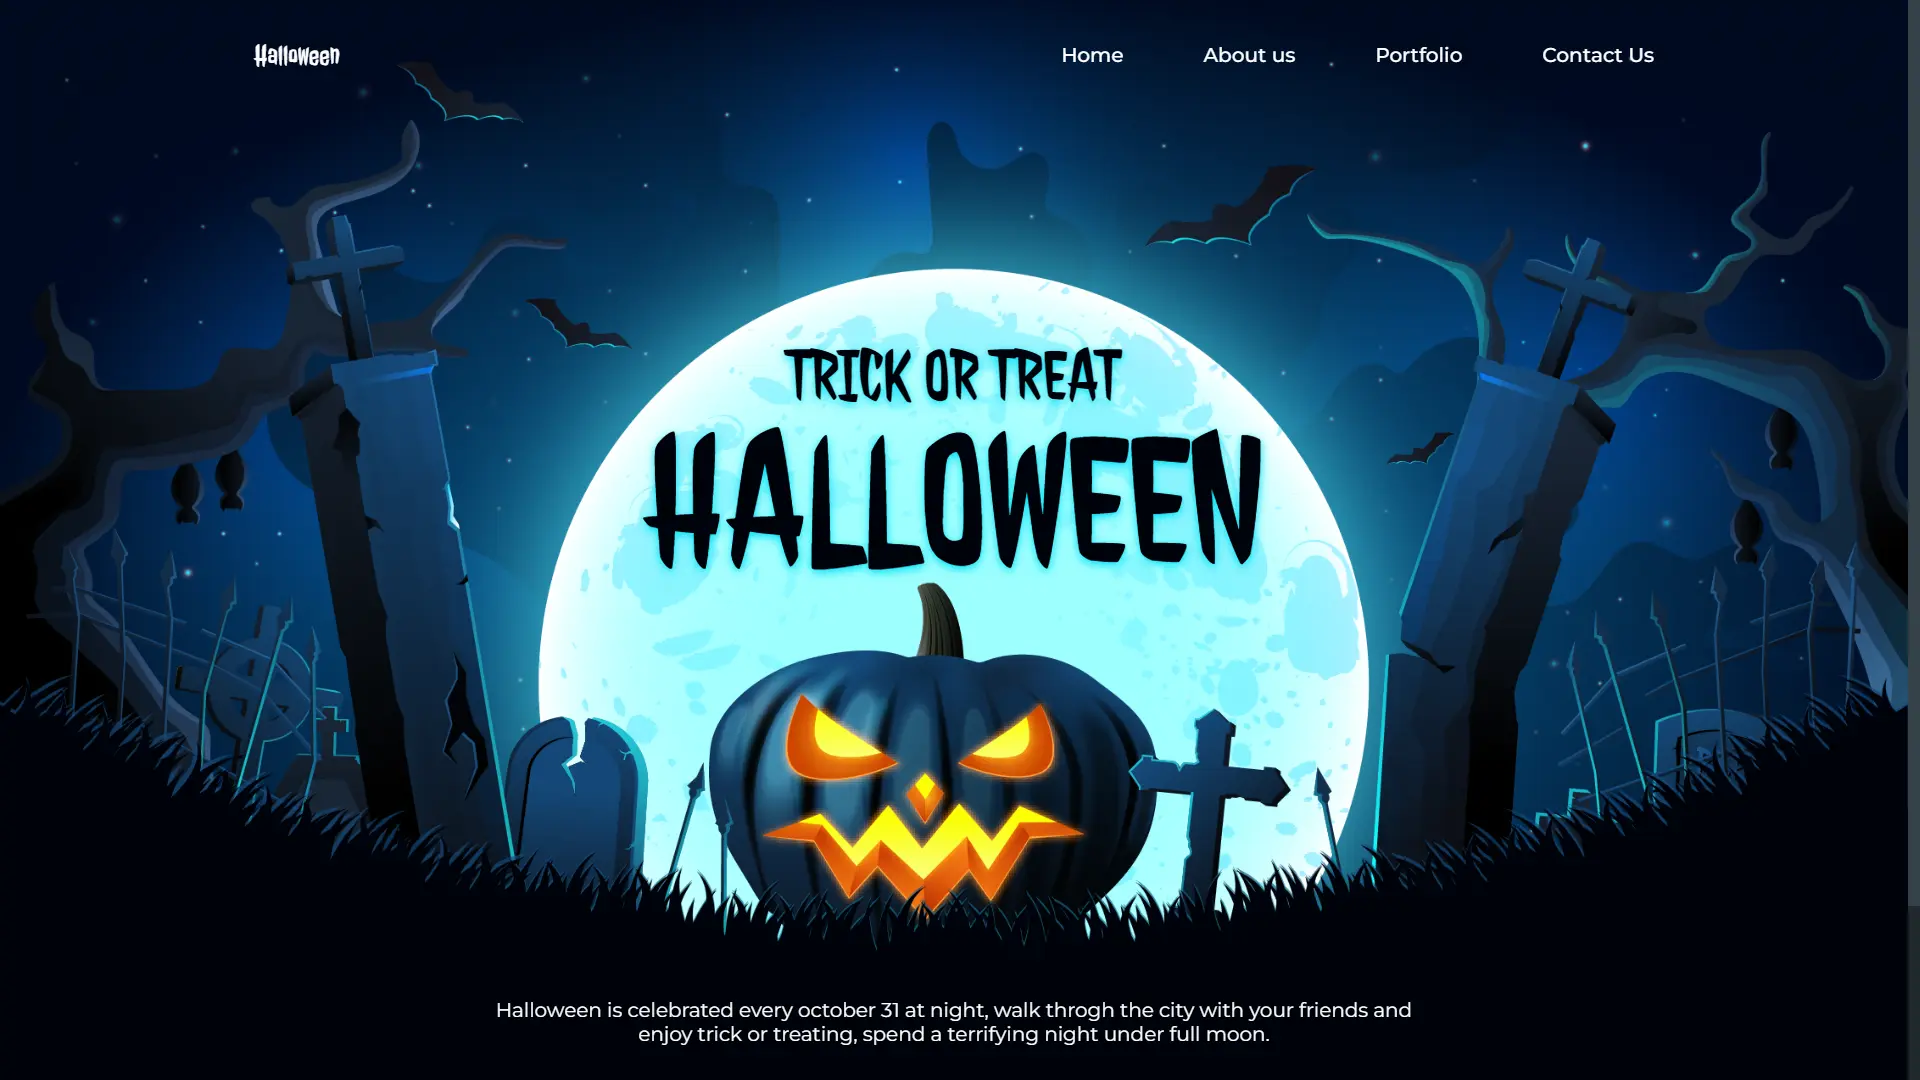 Halloween
Home
About us
Portfolio
Contact Us
TRICK OR TREAT
HALLOWEEN
Halloween is celebrated every october 31 at night, walk throgh the city with your friends and
enjoy trick or treating, spend a terrifying night under full moon.